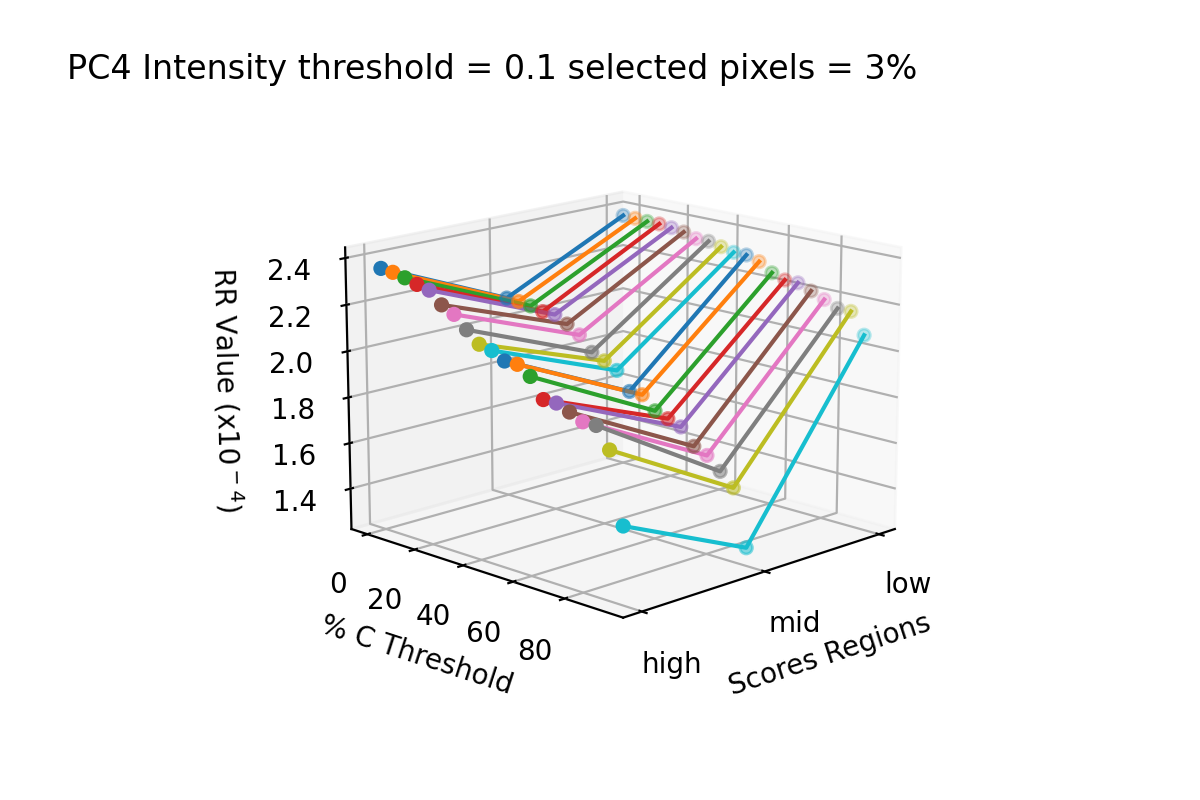 PC4 Intensity threshold = 0.1 selected pixels = 3%
RR Value (x10⁻⁴)
2.4
2.2
2.0
1.8
1.6
1.4
0
20
40
60
80
% C Threshold
high
mid
low
Scores Regions